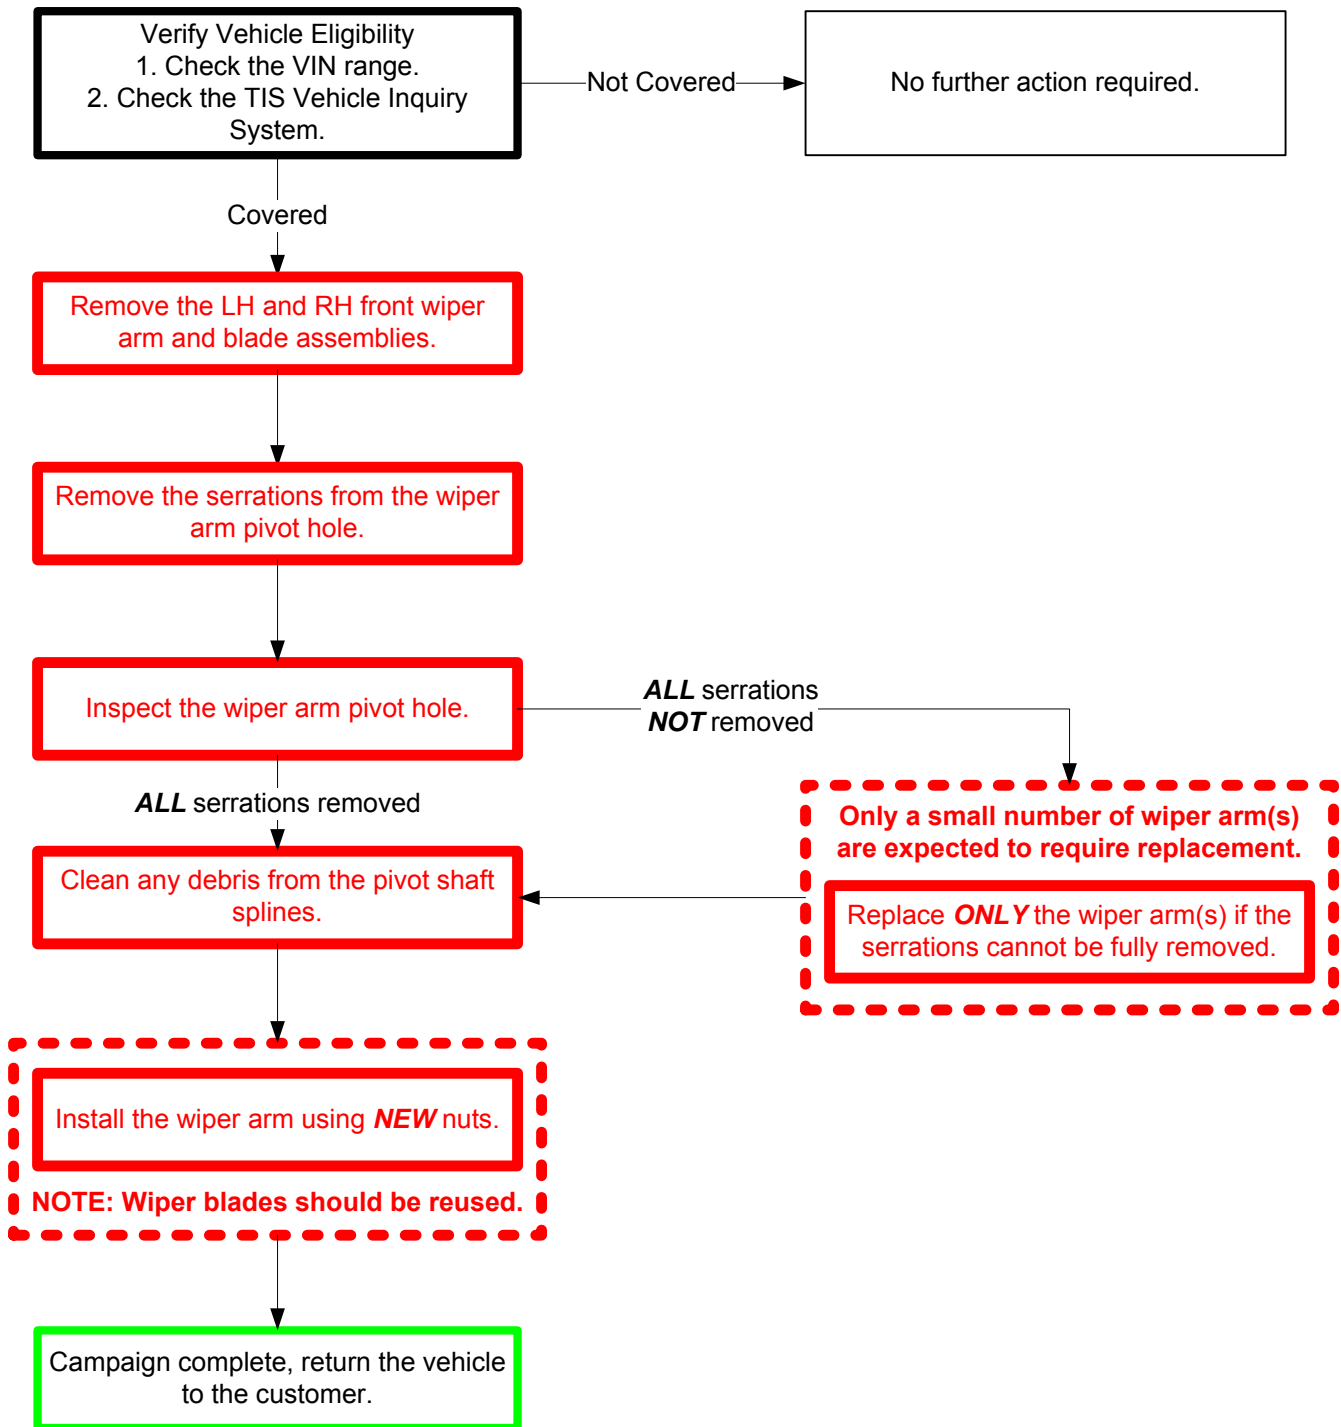 Verify Vehicle Eligibility
1. Check the VIN range.
2. Check the TIS Vehicle Inquiry
System.
Not Covered
No further action required.
Covered
Remove the LH and RH front wiper
arm and blade assemblies.
Remove the serrations from the wiper
arm pivot hole.
Inspect the wiper arm pivot hole.
ALL serrations
NOT removed
ALL serrations removed
Only a small number of wiper arm(s)
are expected to require replacement.
Replace ONLY the wiper arm(s) if the
serrations cannot be fully removed.
Clean any debris from the pivot shaft
splines.
Install the wiper arm using NEW nuts.
NOTE: Wiper blades should be reused.
Campaign complete, return the vehicle
to the customer.